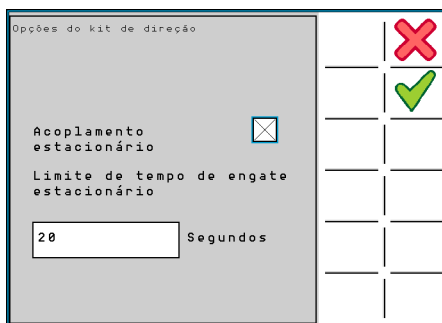 Opções do kit de direção
Acoplamento
estacionário
Limite de tempo de engate
estacionário
20 Segundos